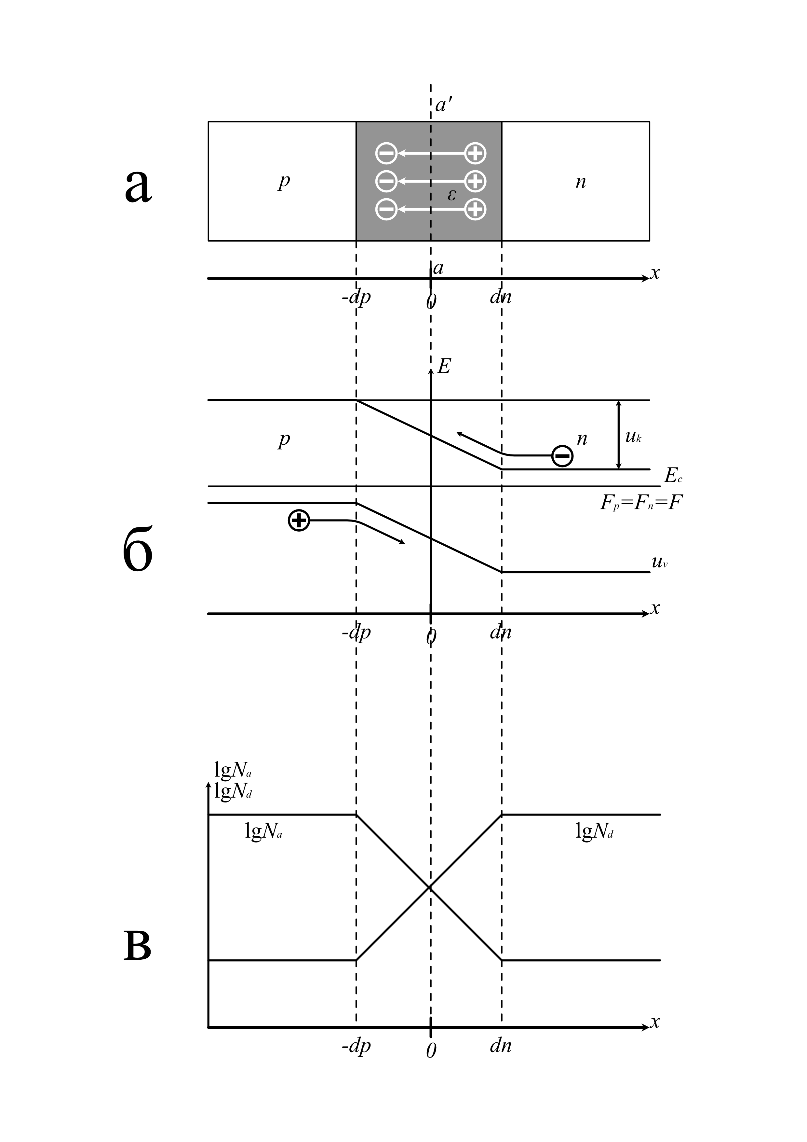 a'
а
p
ε
n
a
x
-dp
0
dn
E
p
n
uk
Ec
Fp=Fn=F
б
uv
x
-dp
0
dn
lgNa
lgNd
lgNa
lgNd
в
x
-dp
0
dn